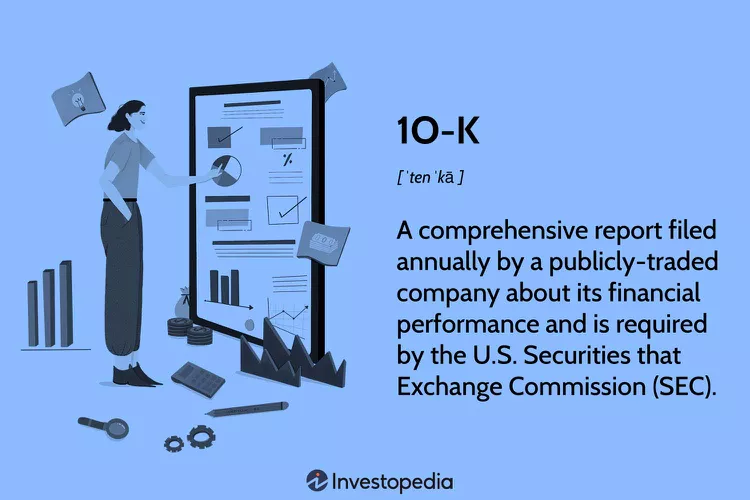 10-K
[ ˈten ˈkā ]
A comprehensive report filed
annually by a publicly-traded
company about its financial
performance and is required
by the U.S. Securities that
Exchange Commission (SEC).
%
Investopedia